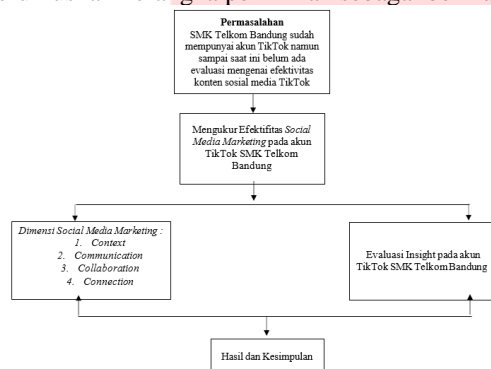 Permasalahan
SMK Telkom Bandung sudah
mempunyai akun TikTok namun
sampai saat ini belum ada
evaluasi mengenai efektivitas
konten sosial media TikTok
Mengukur Efektifitas Social
Media Marketing pada akun
TikTok SMK Telkom
Bandung
Dimensi Social Media Marketing :
1. Context
2. Communication
3. Collaboration
4. Connection
Evaluasi Insight pada akun
TikTok SMK Telkom Bandung
Hasil dan Kesimpulan